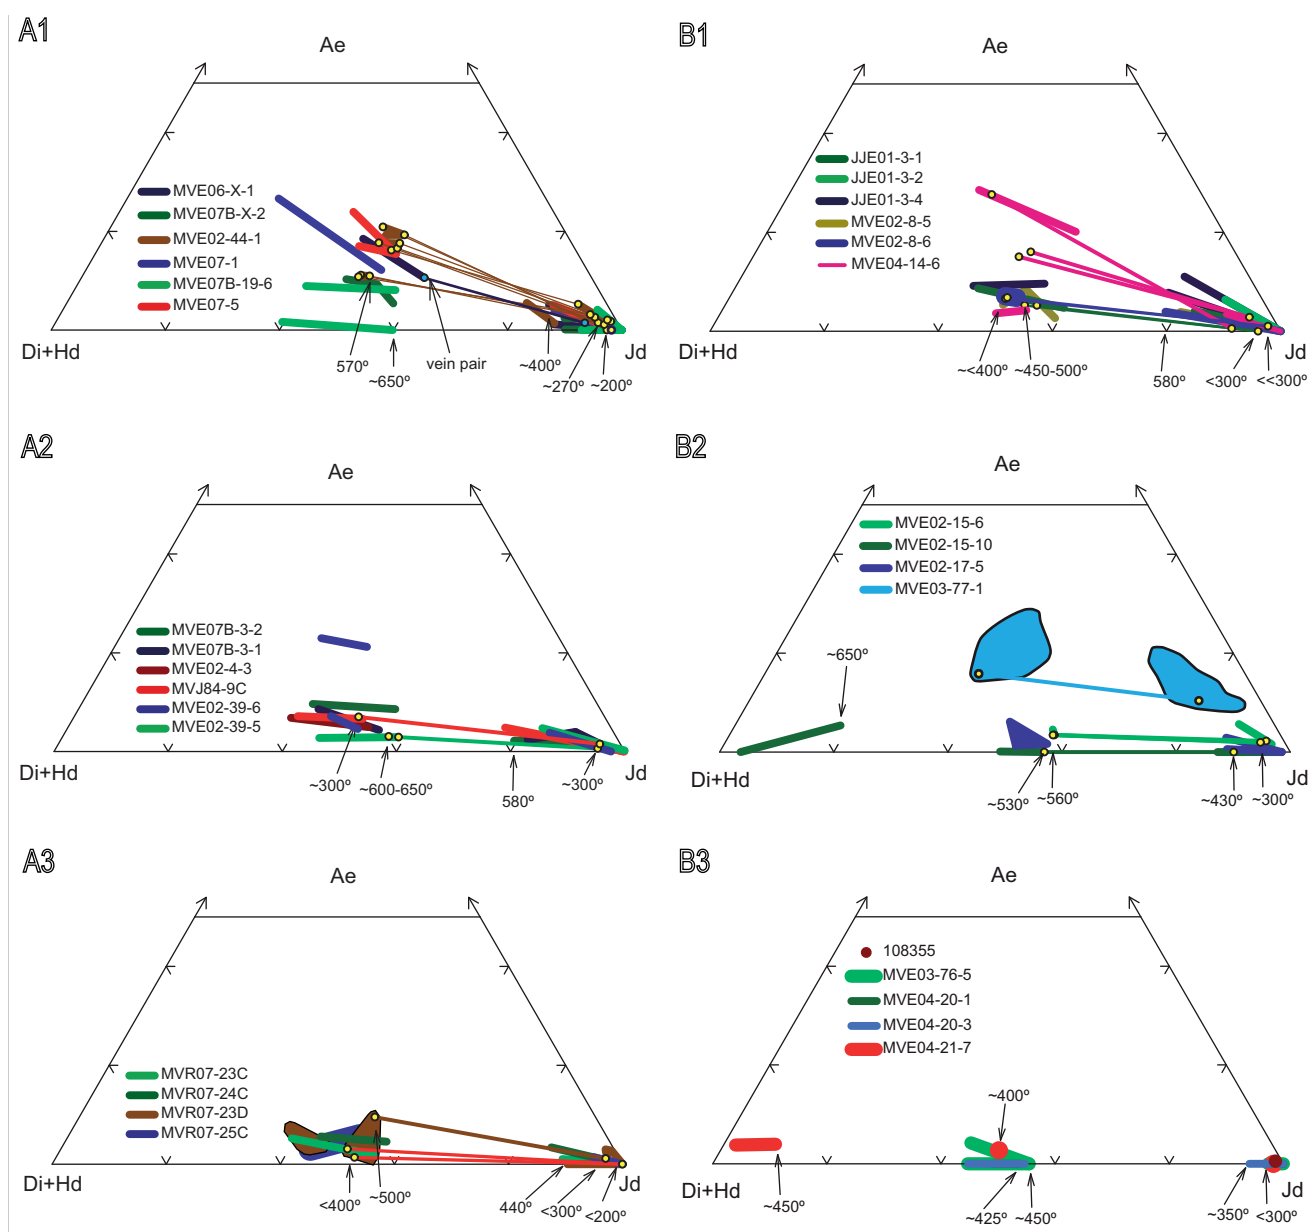 A1
Ae
MVE06-X-1
MVE07B-X-2
MVE02-44-1
MVE07-1
MVE07B-19-6
MVE07-5
Di+Hd
Jd
570º
vein pair
~400º
~650º
~270º
~200º
B1
Ae
JJE01-3-1
JJE01-3-2
JJE01-3-4
MVE02-8-5
MVE02-8-6
MVE04-14-6
Di+Hd
Jd
~<400º
~450-500º
580º
<300º
<<300º
A2
Ae
MVE07B-3-2
MVE07B-3-1
MVE02-4-3
MVJ84-9C
MVE02-39-6
MVE02-39-5
Di+Hd
Jd
~300º
~600-650º
580º
~300º
B2
Ae
MVE02-15-6
MVE02-15-10
MVE02-17-5
MVE03-77-1
~650º
Di+Hd
Jd
~530º
~560º
~430º
~300º
A3
Ae
MVR07-23C
MVR07-24C
MVR07-23D
MVR07-25C
Di+Hd
Jd
<400º
~500º
440º
<300º
<200º
B3
Ae
108355
MVE03-76-5
MVE04-20-1
MVE04-20-3
MVE04-21-7
~400º
Di+Hd
Jd
~450º
~425º
~450º
~350º
<300º